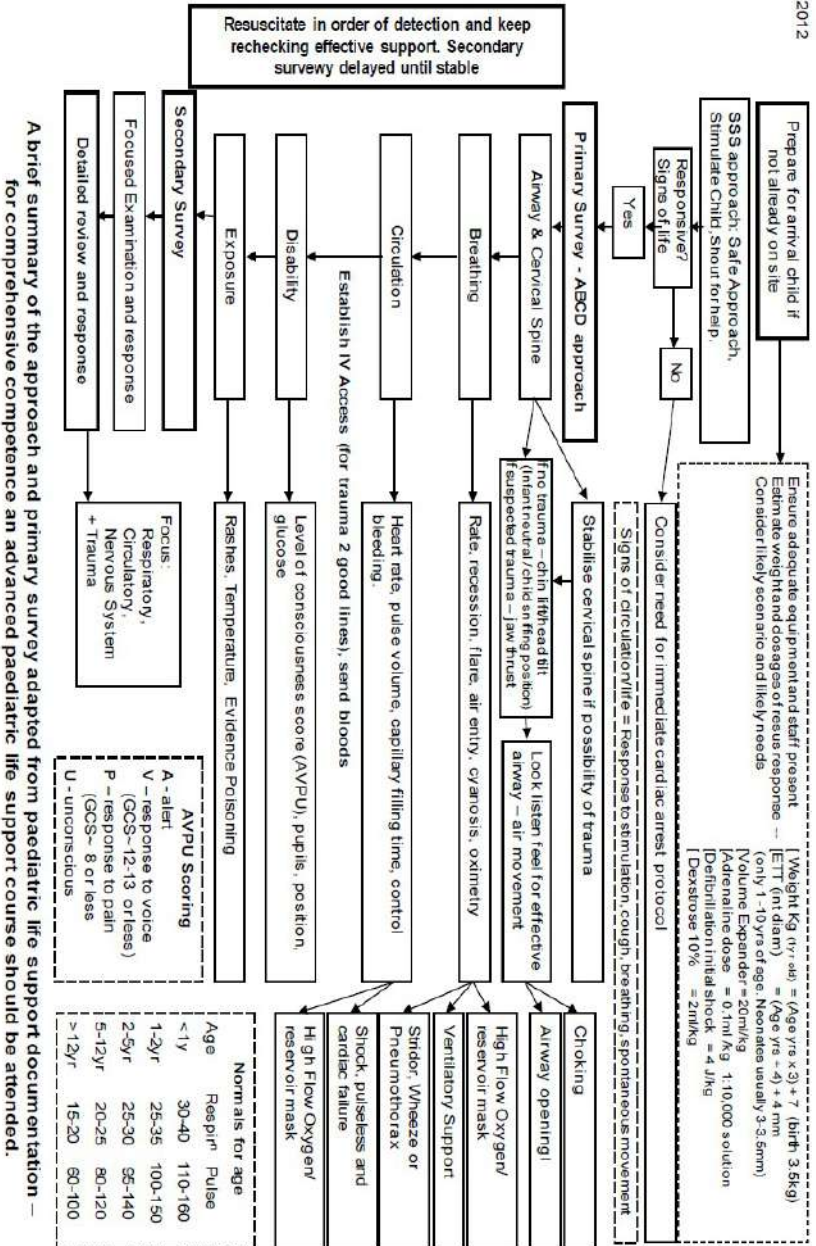 2012
Prepare for arrival child if
not already on site
Ensure adequate equipment and staff present
Estimate weight and dosages of resus response --
Consider likely scenario and likely needs
[ Weight Kg (1yr old) = (Age yrs x 3) + 7 (birth 3.5kg)
[ETT (int diam) = (Age yrs ÷ 4) + 4 mm
(only 1-10 yrs of age. Neonates usually 3-3.5mm)
[Volume Expander = 20ml/kg
[Adrenaline dose = 0.1ml /kg 1:10,000 solution
[Defibrillation initial shock = 4 J/kg
[ Dexstrose 10% = 2ml/kg
SSS approach: Safe Approach,
Stimulate Child, Shout for help.
Responsive?
Signs of life
No
Consider need for immediate cardiac arrest protocol
Signs of circulation/life = Response to stimulation, cough, breathing, spontaneous movement
Yes
Primary Survey - ABCD approach
Resuscitate in order of detection and keep
rechecking effective support. Secondary
survewy delayed until stable
Airway & Cervical Spine
Stabilise cervical spine if possibility of trauma
If no trauma – chin lift/head tilt
(Infant neutral / child sniffing position)
If suspected trauma – jaw thrust
Look listen feel for effective
airway – air movement
Choking
Airway opening!
Breathing
Rate, recession, flare, air entry, cyanosis, oximetry
High Flow Oxygen/
reservoir mask
Ventilatory Support
Stridor, Wheeze or
Pneumothorax
Circulation
Heart rate, pulse volume, capillary filling time, control
bleeding.
Shock, pulseless and
cardiac failure
High Flow Oxygen/
reservoir mask
Establish IV Access (for trauma 2 good lines), send bloods
Disability
Level of consciousness score (AVPU), pupils, position,
glucose
Exposure
Rashes, Temperature, Evidence Poisoning
Secondary Survey
Focused Examination and response
Detailed review and response
Focus:
Respiratory,
Circulatory,
Nervous System
+ Trauma
AVPU Scoring
A - alert
V – response to voice
(GCS~ 12-13 or less)
P – response to pain
(GCS~ 8 or less
U - unconscious
Normals for age
Age Respirⁿ Pulse
<1y 30-40 110-160
1-2yr 25-35 100-150
2-5yr 25-30 95-140
5-12yr 20-25 80-120
>12yr 15-20 60-100
A brief summary of the approach and primary survey adapted from paediatric life support documentation –
for comprehensive competence an advanced paediatric life support course should be attended.